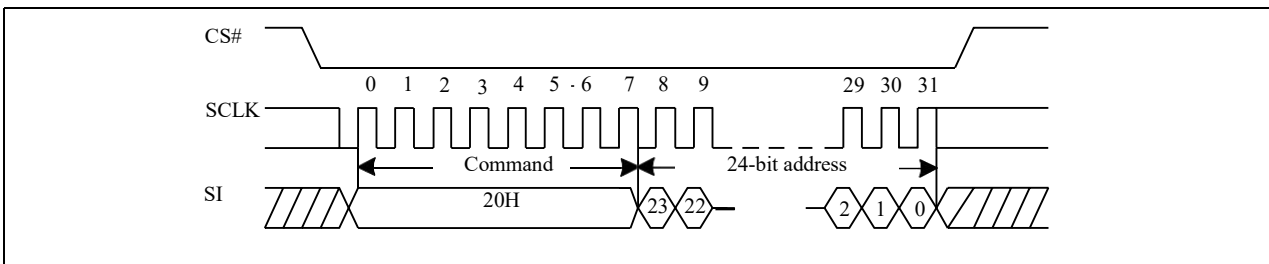 CS#
0 1 2 3 4 5 - 6 7 8 9 29 30 31
SCLK
Command 24-bit address
SI
20H
23 22 2 1 0